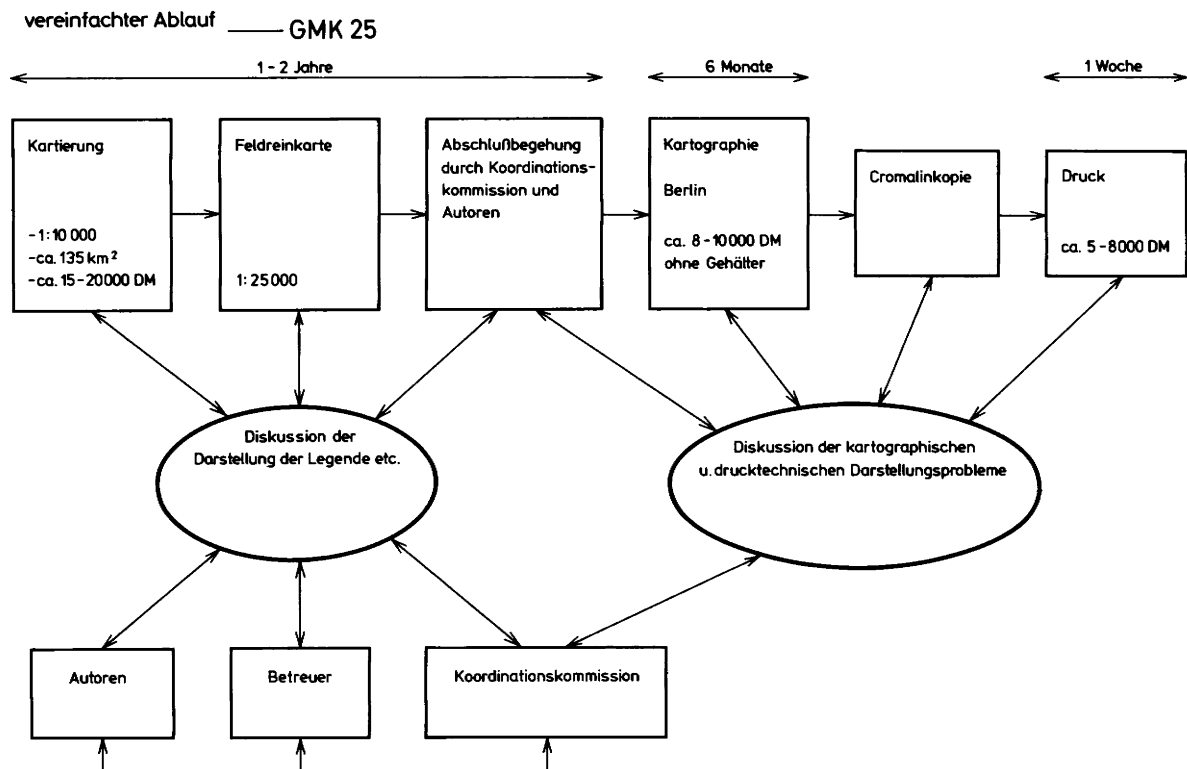 vereinfachter Ablauf —— GMK 25
1 - 2 Jahre
6 Monate
1 Woche
Kartierung
- 1:10 000
- ca. 135 km²
- ca. 15 - 20000 DM
Feldreinkarte
1: 25000
Abschlußbegehung
durch Koordinations-
kommission und
Autoren
Kartographie
Berlin
ca. 8 - 10000 DM
ohne Gehälter
Cromalinkopie
Druck
ca. 5 - 8000 DM
Diskussion der
Darstellung der Legende etc.
Diskussion der kartographischen
u. drucktechnischen Darstellungsprobleme
Autoren
Betreuer
Koordinationskommission